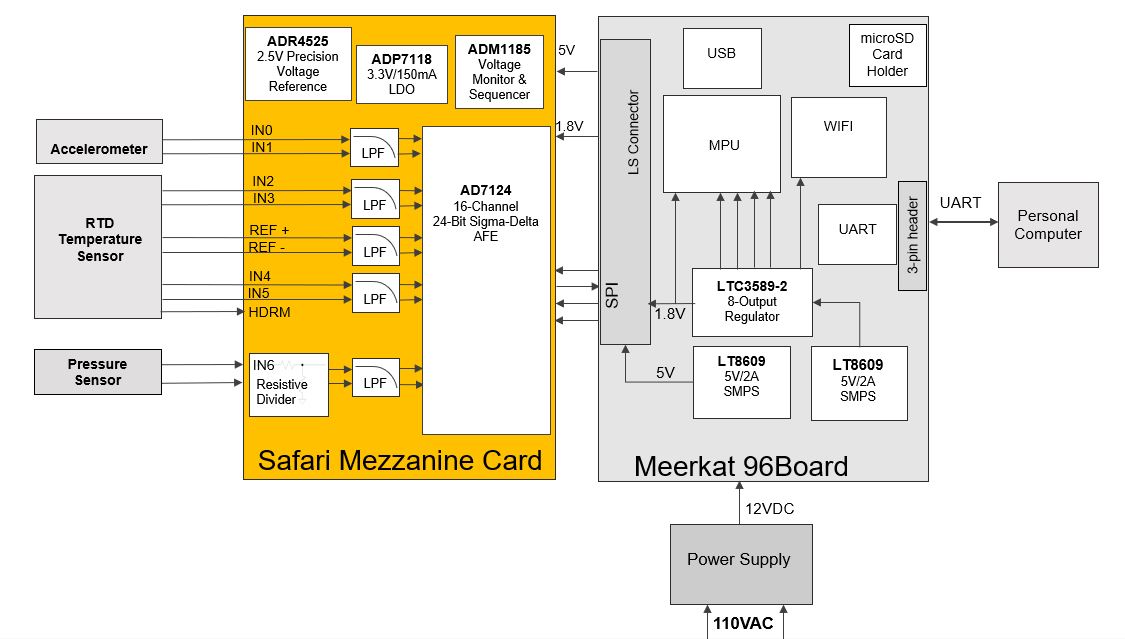 ADR4525
2.5V Precision
Voltage
Reference
ADP7118
3.3V/150mA
LDO
ADM1185
Voltage
Monitor &
Sequencer
5V
1.8V
LS Connector
SPI
USB
microSD
Card
Holder
MPU
WIFI
UART
3-pin header
UART
Personal
Computer
Accelerometer
IN0
IN1
LPF
RTD
Temperature
Sensor
IN2
IN3
LPF
REF +
REF -
LPF
IN4
IN5
LPF
HDRM
AD7124
16-Channel
24-Bit Sigma-Delta
AFE
LTC3589-2
8-Output
Regulator
1.8V
Pressure
Sensor
IN6
Resistive
Divider
LPF
5V
LT8609
5V/2A
SMPS
LT8609
5V/2A
SMPS
Safari Mezzanine Card
Meerkat 96Board
12VDC
Power Supply
110VAC